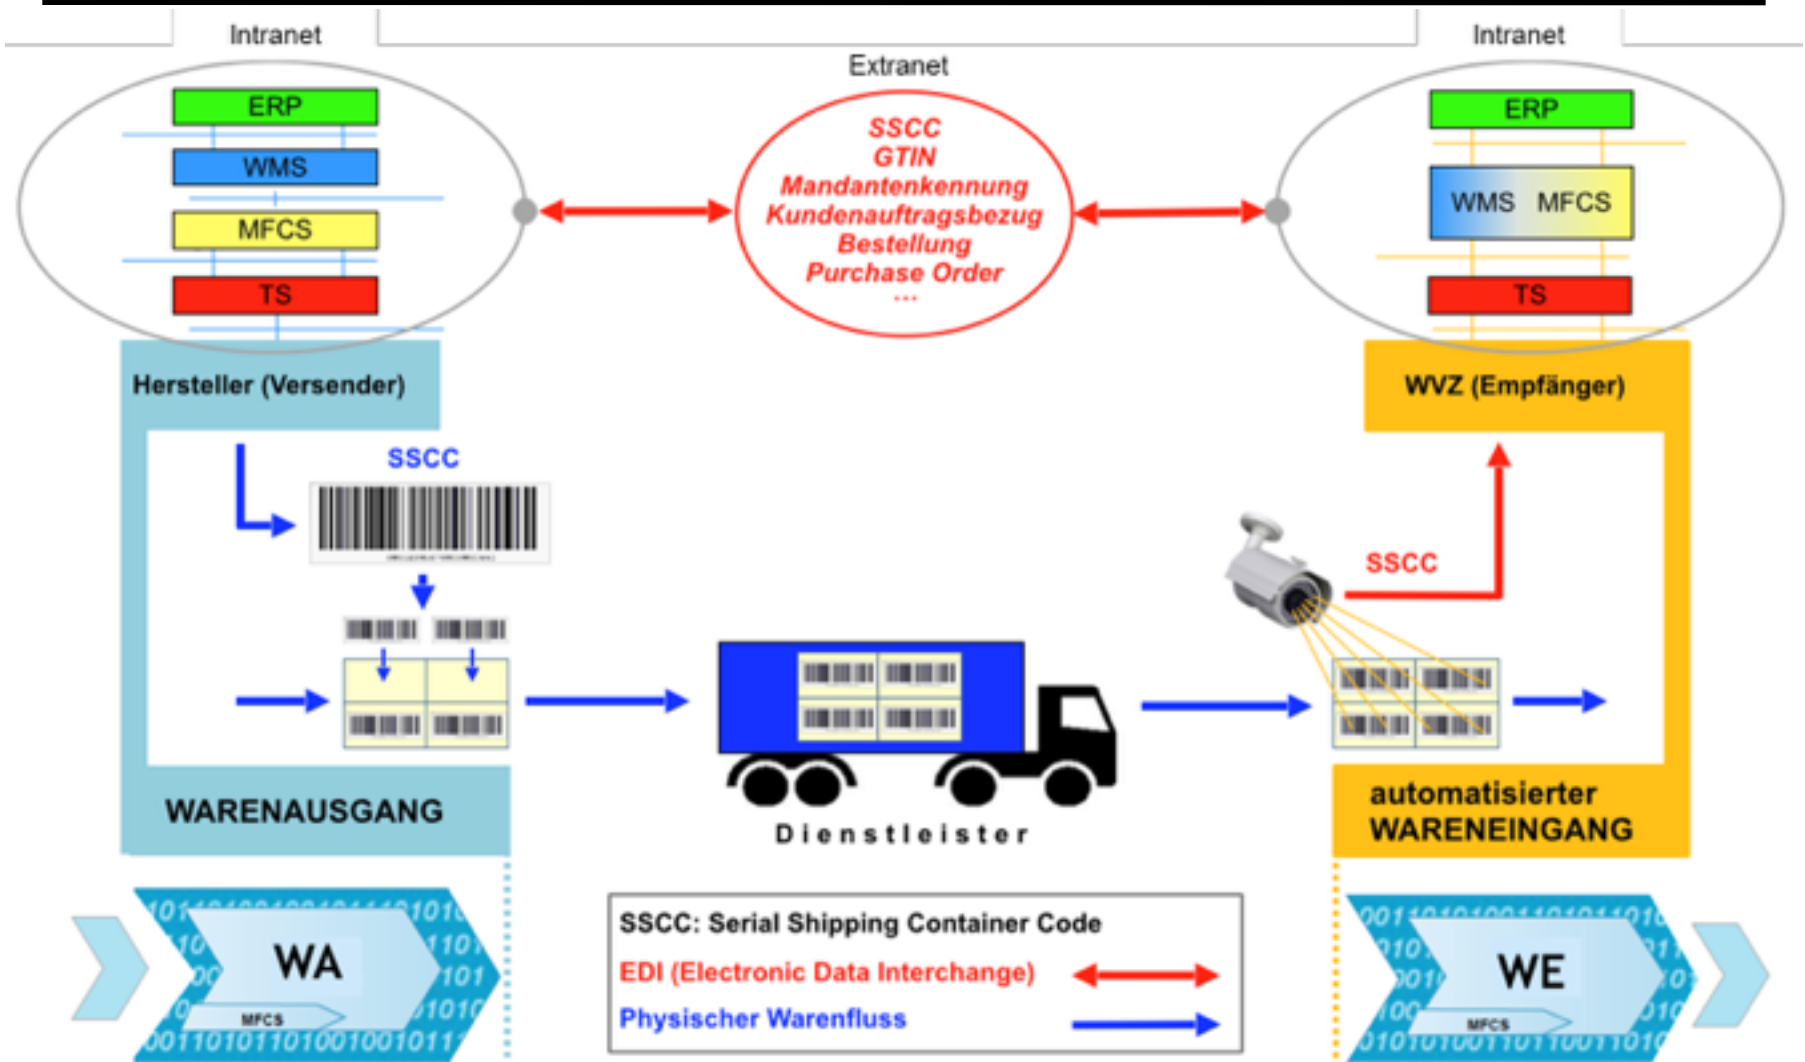 Intranet
Extranet
Intranet
ERP
WMS
MFCS
TS
SSCC
GTIN
Mandantenkennung
Kundenauftragsbezug
Bestellung
Purchase Order
...
ERP
WMS MFCS
TS
Hersteller (Versender)
WVZ (Empfänger)
SSCC
SSCC
WARENAUSGANG
Dienstleister
automatisierter
WARENEINGANG
WA
MFCS
SSCC: Serial Shipping Container Code
EDI (Electronic Data Interchange)
Physischer Warenfluss
WE
MFCS